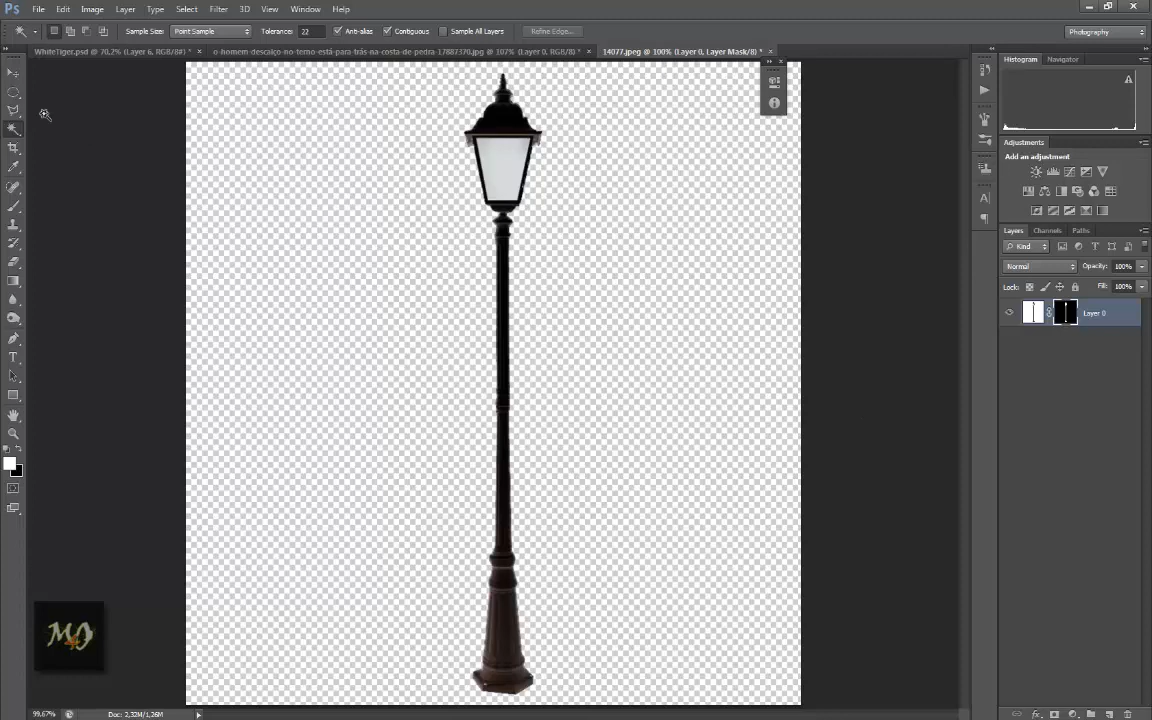 Ps File Edit Image Layer Type Select Filter 3D View Window Help
Sample Size: Point Sample Tolerance: 22 Anti-alias Contiguous Sample All Layers Refine Edge... Photography
WhiteTiger.psd @ 70,2% (Layer 6, RGB/8#) * × o-homem-descalço-no-terno-está-para-trás-na-costa-de-pedra-17887370.jpg @ 107% (Layer 0, RGB/8) * × 14077.jpeg @ 100% (Layer 0, Layer Mask/8) * ×
Histogram Navigator
Adjustments
Add an adjustment
Layers Channels Paths
Kind
Normal Opacity: 100%
Lock: Fill: 100%
Layer 0
99,67% Doc: 2,32M/1,26M